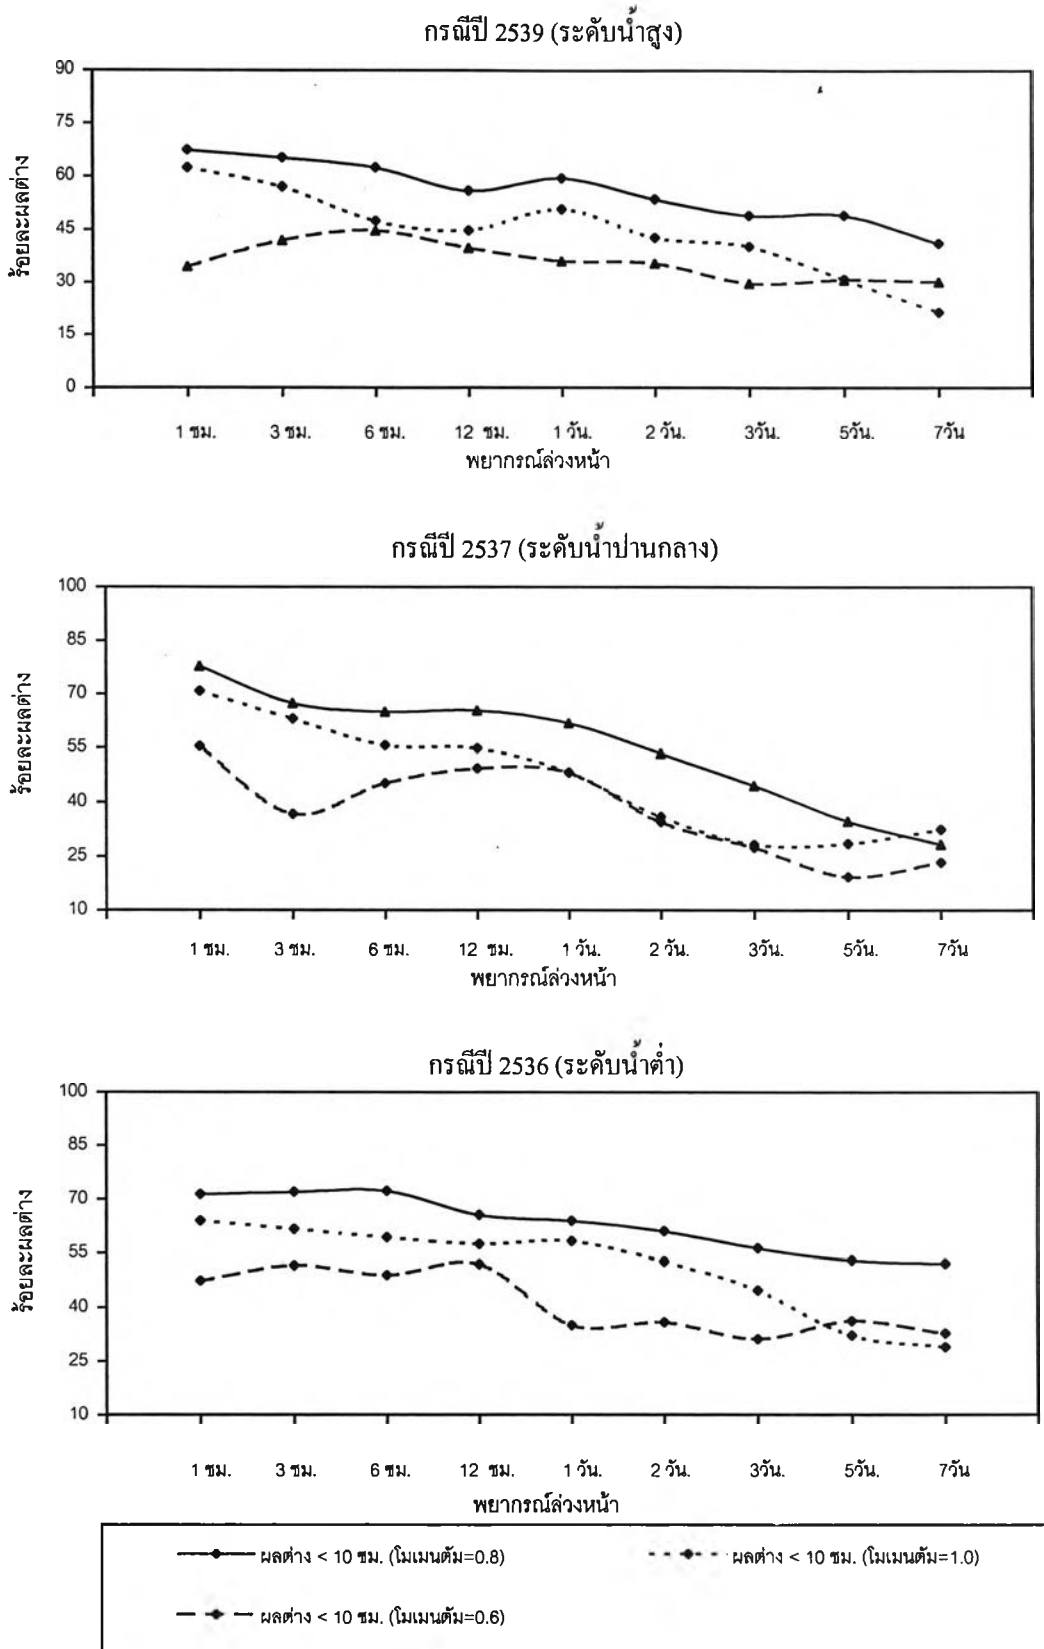 กรณีปี 2539 (ระดับน้ำสูง)
90
75
60
45
30
15
0
ร้อยละผลต่าง
1 ชม. 3 ชม. 6 ชม. 12 ชม. 1 วัน. 2 วัน. 3วัน. 5วัน. 7วัน
พยากรณ์ล่วงหน้า
กรณีปี 2537 (ระดับน้ำปานกลาง)
100
85
70
55
40
25
10
ร้อยละผลต่าง
1 ชม. 3 ชม. 6 ชม. 12 ชม. 1 วัน. 2 วัน. 3วัน. 5วัน. 7วัน
พยากรณ์ล่วงหน้า
กรณีปี 2536 (ระดับน้ำต่ำ)
100
85
70
55
40
25
10
ร้อยละผลต่าง
1 ชม. 3 ชม. 6 ชม. 12 ชม. 1 วัน. 2 วัน. 3วัน. 5วัน. 7วัน
พยากรณ์ล่วงหน้า
ผลต่าง < 10 ซม. (โมเมนตัม=0.8) ผลต่าง < 10 ซม. (โมเมนตัม=1.0)
ผลต่าง < 10 ซม. (โมเมนตัม=0.6)